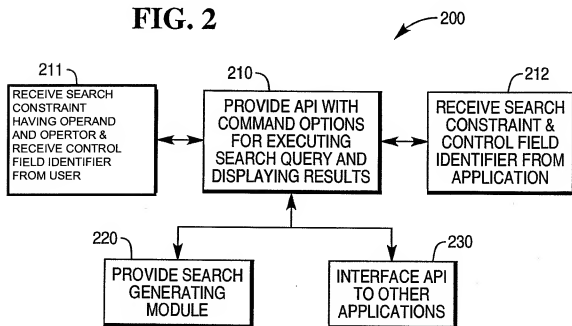 FIG. 2
200
211
RECEIVE SEARCH
CONSTRAINT
HAVING OPERAND
AND OPERTOR &
RECEIVE CONTROL
FIELD IDENTIFIER
FROM USER
210
PROVIDE API WITH
COMMAND OPTIONS
FOR EXECUTING
SEARCH QUERY AND
DISPLAYING RESULTS
212
RECEIVE SEARCH
CONSTRAINT &
CONTROL FIELD
IDENTIFIER FROM
APPLICATION
220
PROVIDE SEARCH
GENERATING
MODULE
230
INTERFACE API
TO OTHER
APPLICATIONS